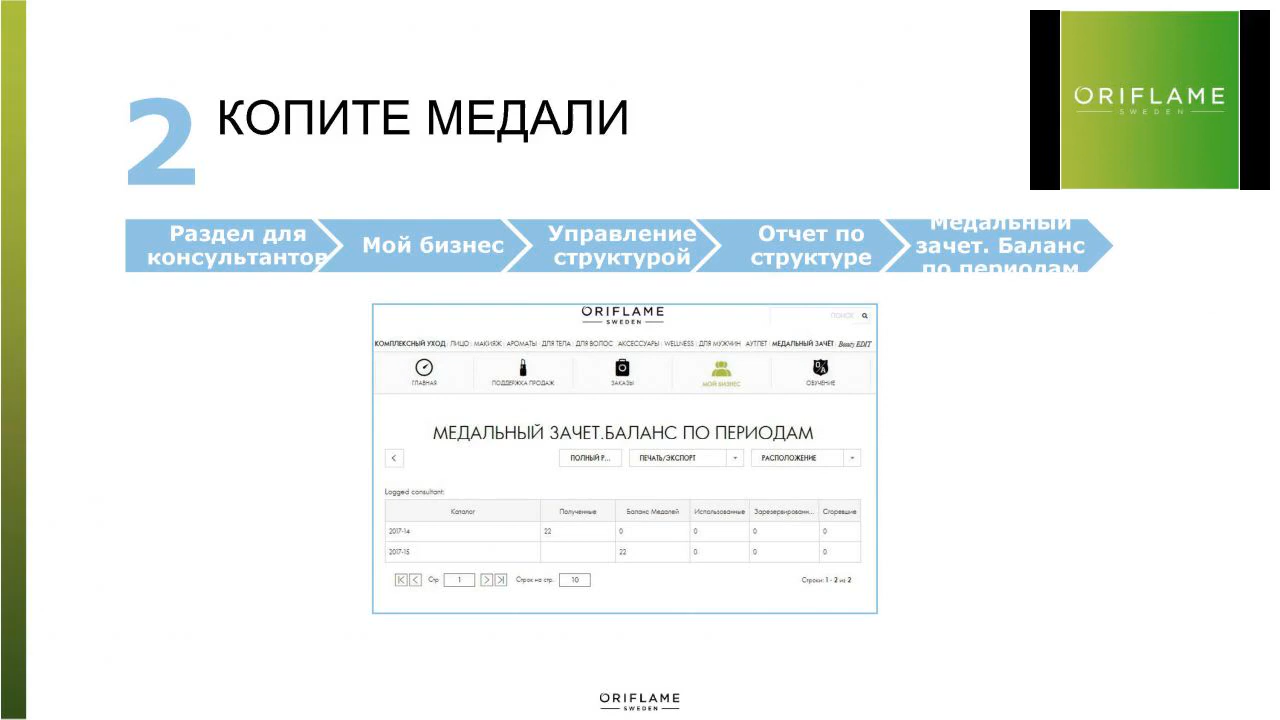 ORIFLAME
SWEDEN
2 КОПИТЕ МЕДАЛИ
Раздел для
консультантов
Мой бизнес
Управление
структурой
Отчет по
структуре
Медальный
зачет. Баланс
по периодам
ORIFLAME
SWEDEN
ПОИСК
КОМПЛЕКСНЫЙ УХОД | ЛИЦО | МАКИЯЖ | АРОМАТЫ | ДЛЯ ТЕЛА | ДЛЯ ВОЛОС | АКСЕССУАРЫ | WELLNESS | ДЛЯ МУЖЧИН | АУТЛЕТ | МЕДАЛЬНЫЙ ЗАЧЁТ | Beauty EDIT
ГЛАВНАЯ ПОДДЕРЖКА ПРОДАЖ ЗАКАЗЫ МОЙ БИЗНЕС ОБУЧЕНИЕ
МЕДАЛЬНЫЙ ЗАЧЕТ.БАЛАНС ПО ПЕРИОДАМ
< ПОЛНЫЙ Р... ПЕЧАТЬ/ЭКСПОРТ РАСПОЛОЖЕНИЕ
Logged consultant:
Каталог Полученные Баланс Медалей Использованные Зарезервированн... Сгоревшие
2017-14 22 0 0 0 0
2017-15 22 0 0 0
Стр 1 Строк на стр. 10 Строки: 1 - 2 из 2
ORIFLAME
SWEDEN